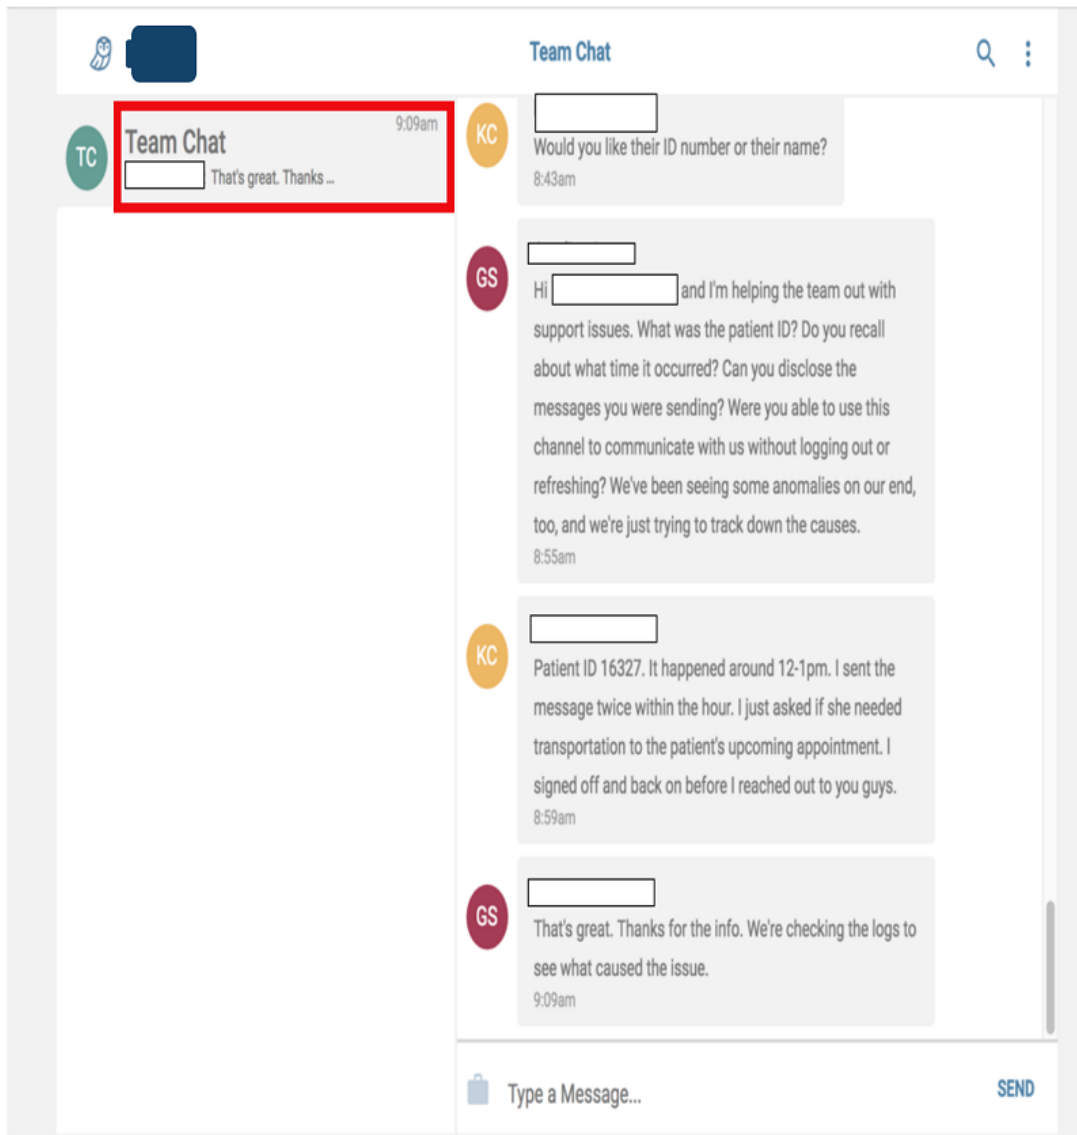 Team Chat
TC
Team Chat
9:09am
That's great. Thanks ...
KC
Would you like their ID number or their name?
8:43am
GS
Hi and I'm helping the team out with
support issues. What was the patient ID? Do you recall
about what time it occurred? Can you disclose the
messages you were sending? Were you able to use this
channel to communicate with us without logging out or
refreshing? We've been seeing some anomalies on our end,
too, and we're just trying to track down the causes.
8:55am
KC
Patient ID 16327. It happened around 12-1pm. I sent the
message twice within the hour. I just asked if she needed
transportation to the patient's upcoming appointment. I
signed off and back on before I reached out to you guys.
8:59am
GS
That's great. Thanks for the info. We're checking the logs to
see what caused the issue.
9:09am
Type a Message...
SEND